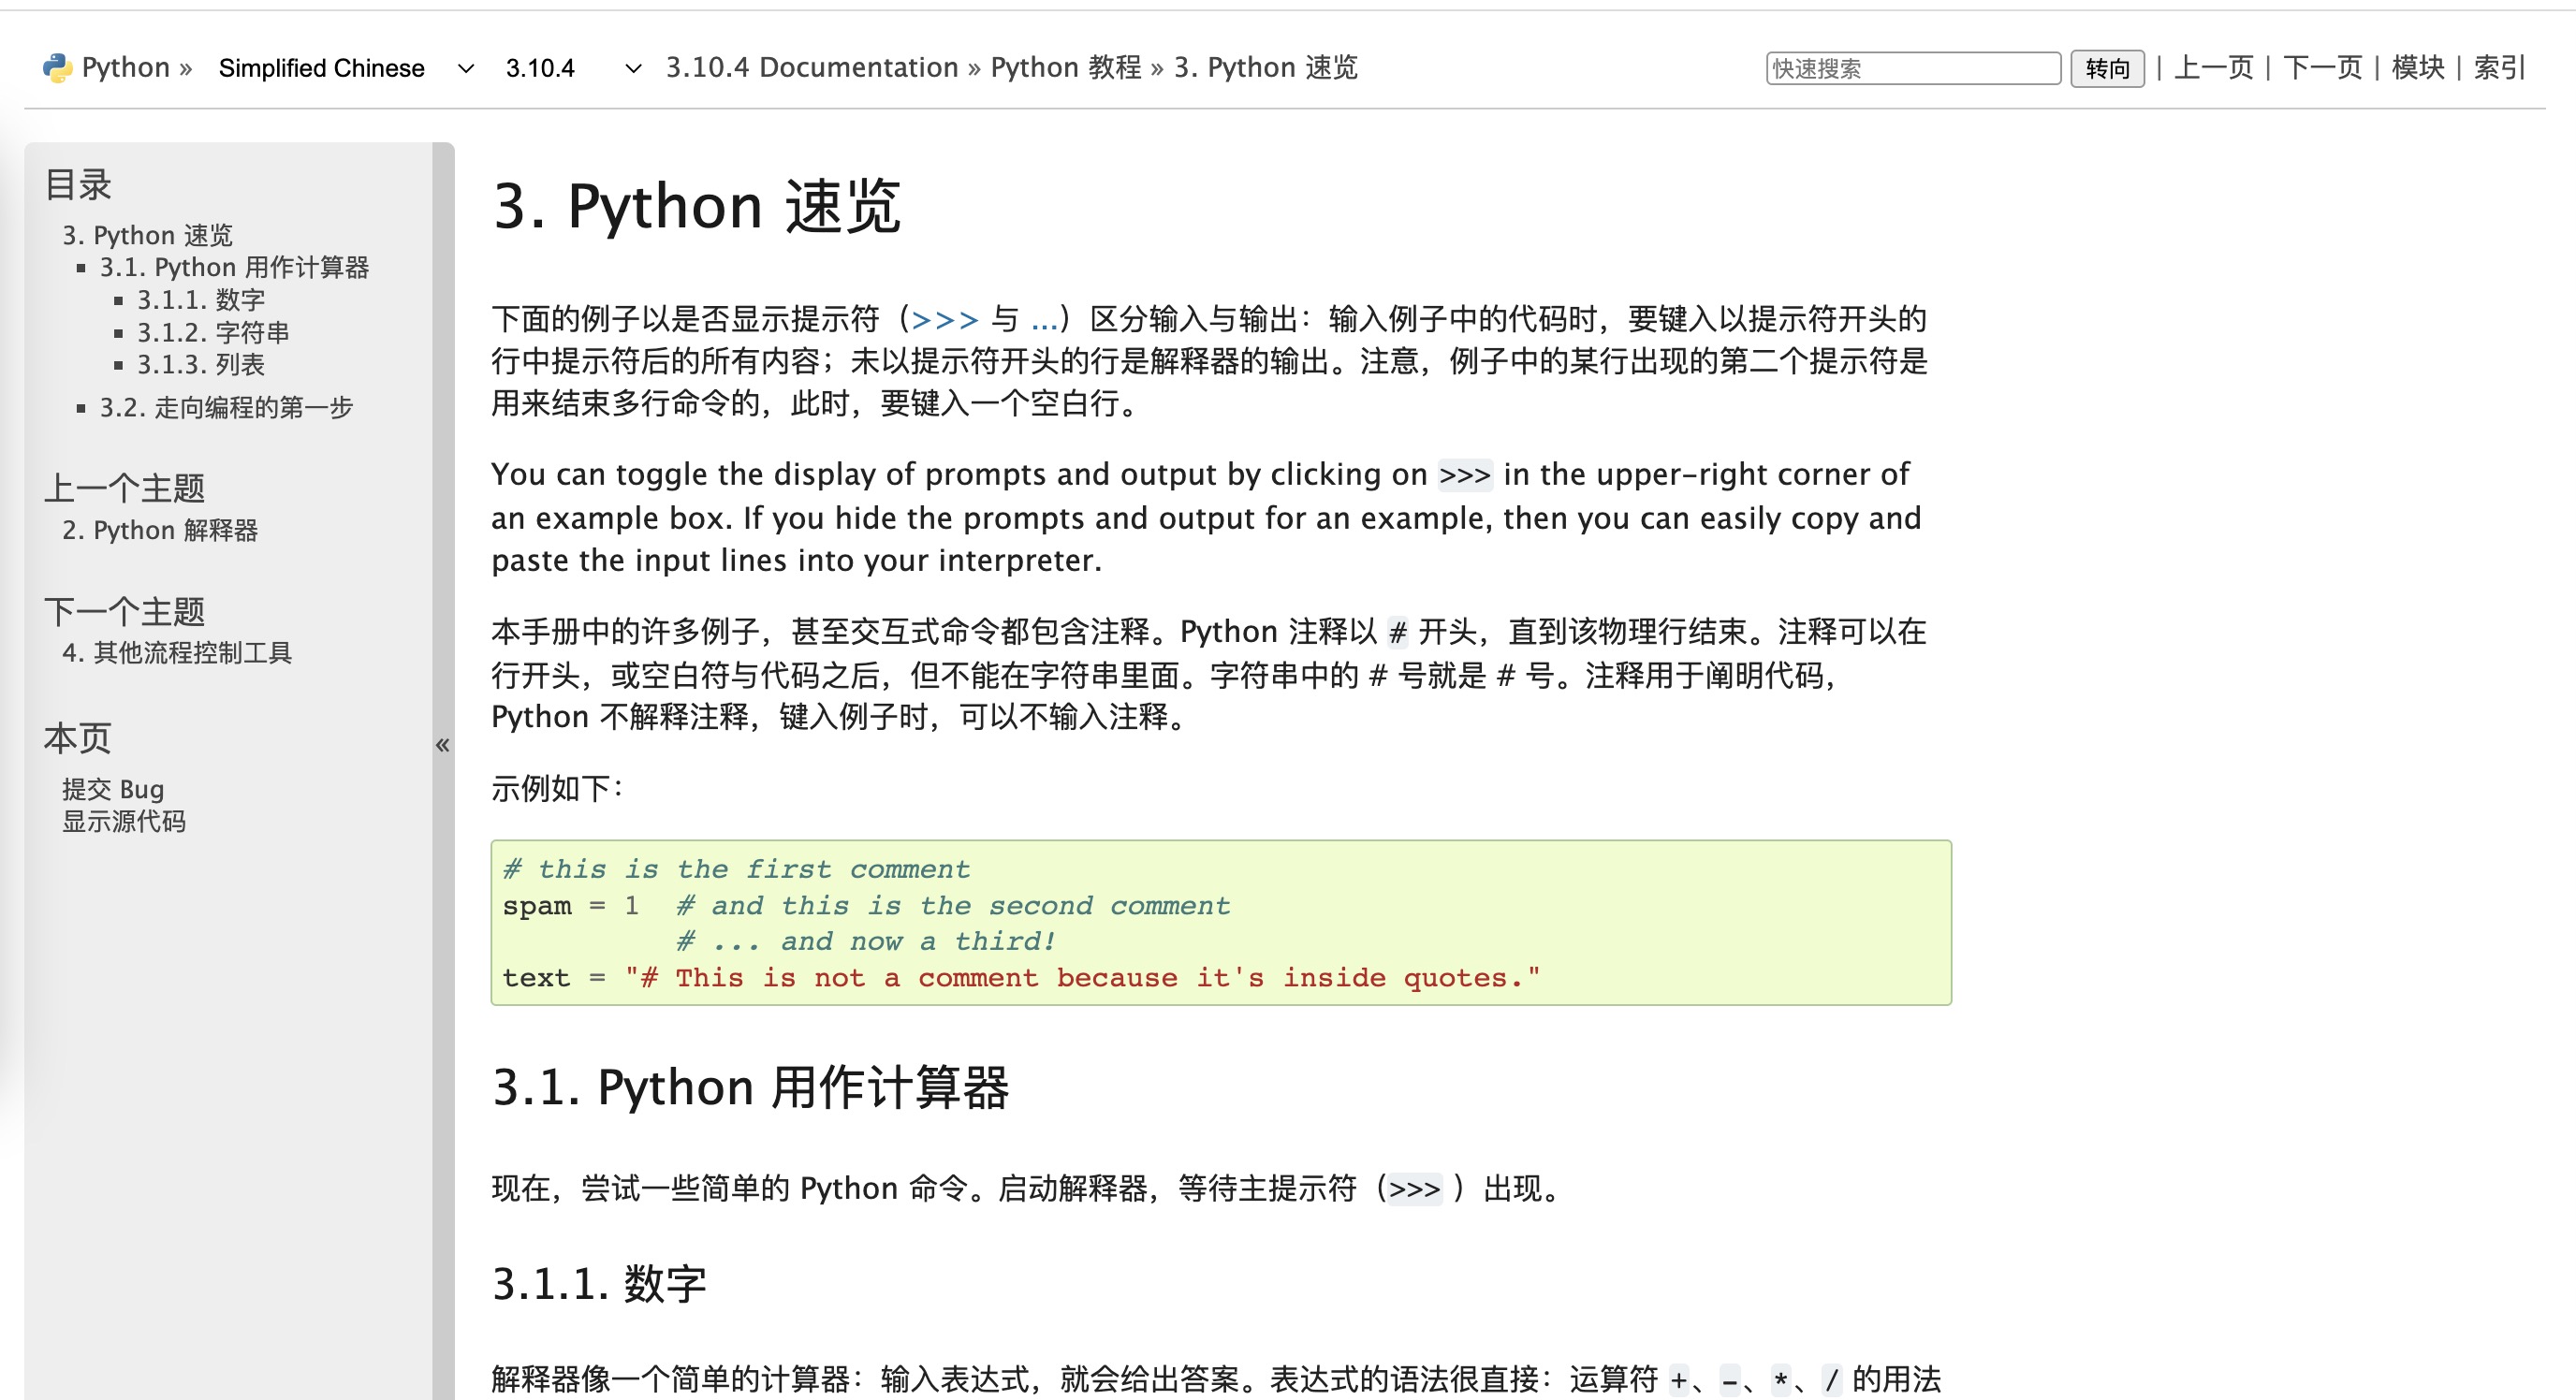 Python » Simplified Chinese 3.10.4 3.10.4 Documentation » Python 教程 » 3. Python 速览 快速搜索 转向 | 上一页 | 下一页 | 模块 | 索引
目录
3. Python 速览
3.1. Python 用作计算器
3.1.1. 数字
3.1.2. 字符串
3.1.3. 列表
3.2. 走向编程的第一步
上一个主题
2. Python 解释器
下一个主题
4. 其他流程控制工具
本页
提交 Bug
显示源代码
«
3. Python 速览
下面的例子以是否显示提示符（>>> 与 ...）区分输入与输出：输入例子中的代码时，要键入以提示符开头的
行中提示符后的所有内容；未以提示符开头的行是解释器的输出。注意，例子中的某行出现的第二个提示符是
用来结束多行命令的，此时，要键入一个空白行。
You can toggle the display of prompts and output by clicking on >>> in the upper-right corner of
an example box. If you hide the prompts and output for an example, then you can easily copy and
paste the input lines into your interpreter.
本手册中的许多例子，甚至交互式命令都包含注释。Python 注释以 # 开头，直到该物理行结束。注释可以在
行开头，或空白符与代码之后，但不能在字符串里面。字符串中的 # 号就是 # 号。注释用于阐明代码，
Python 不解释注释，键入例子时，可以不输入注释。
示例如下：
# this is the first comment
spam = 1  # and this is the second comment
          # ... and now a third!
text = "# This is not a comment because it's inside quotes."
3.1. Python 用作计算器
现在，尝试一些简单的 Python 命令。启动解释器，等待主提示符（>>> ）出现。
3.1.1. 数字
解释器像一个简单的计算器：输入表达式，就会给出答案。表达式的语法很直接：运算符 +、-、*、/ 的用法